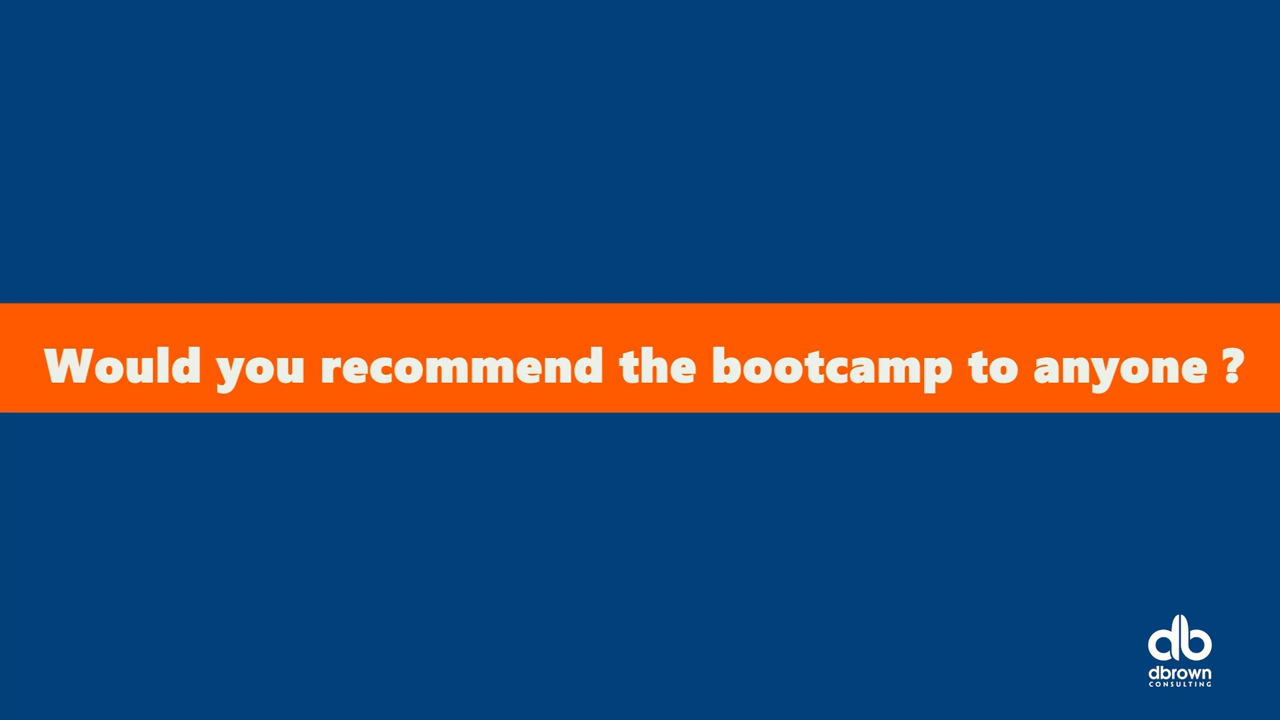 Would you recommend the bootcamp to anyone ?
db
dbrown
CONSULTING